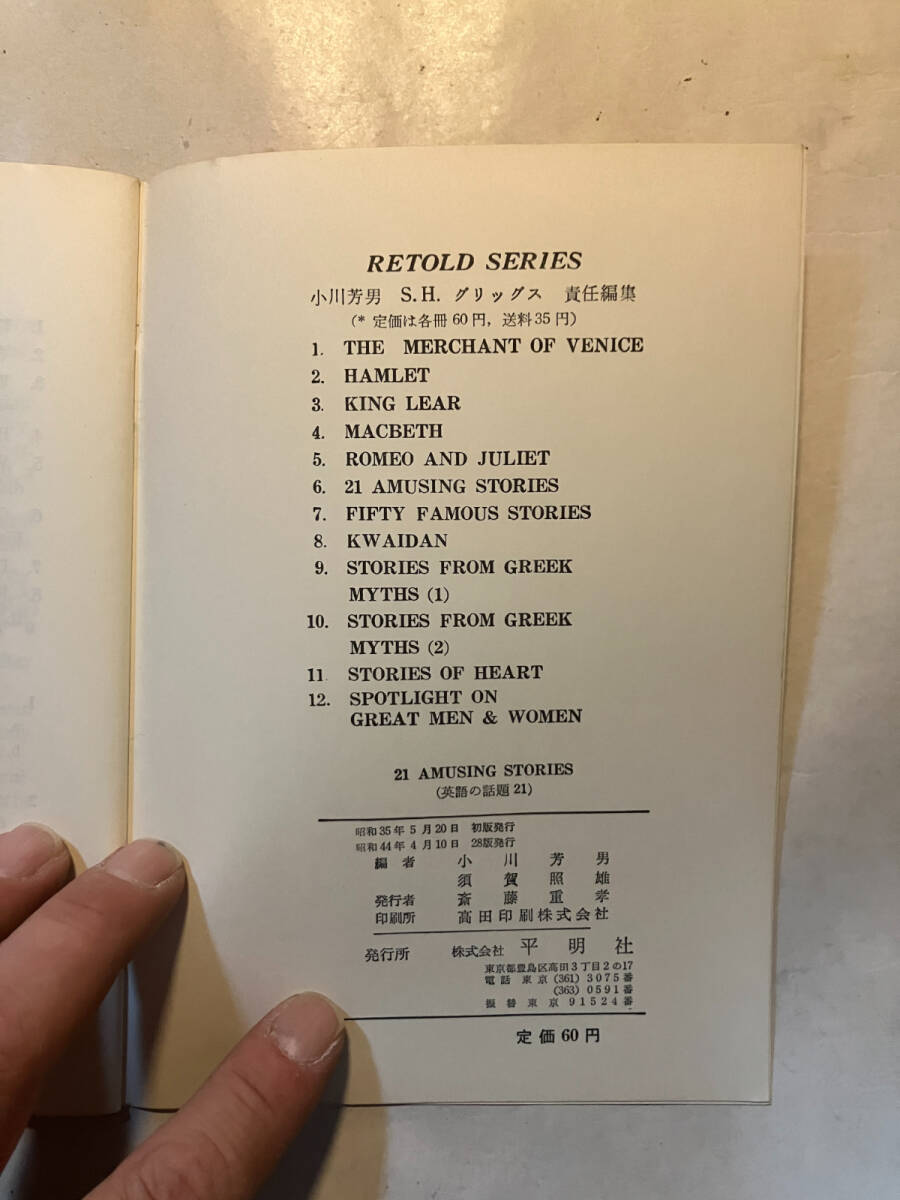 RETOLD SERIES
小川芳男 S.H. グリッグス 責任編集
(* 定価は各冊60円, 送料35円)
1. THE MERCHANT OF VENICE
2. HAMLET
3. KING LEAR
4. MACBETH
5. ROMEO AND JULIET
6. 21 AMUSING STORIES
7. FIFTY FAMOUS STORIES
8. KWAIDAN
9. STORIES FROM GREEK
MYTHS (1)
10. STORIES FROM GREEK
MYTHS (2)
11. STORIES OF HEART
12. SPOTLIGHT ON
GREAT MEN & WOMEN
21 AMUSING STORIES
(英語の話題21)
昭和35年5月20日 初版発行
昭和44年4月10日 28版発行
編者 小川芳男
須賀照雄
発行者 斎藤重孝
印刷所 高田印刷株式会社
発行所 株式会社 平明社
東京都豊島区高田3丁目2の17
電話 東京 (361) 3075番
(363) 0591番
振替 東京 91524番
定価60円